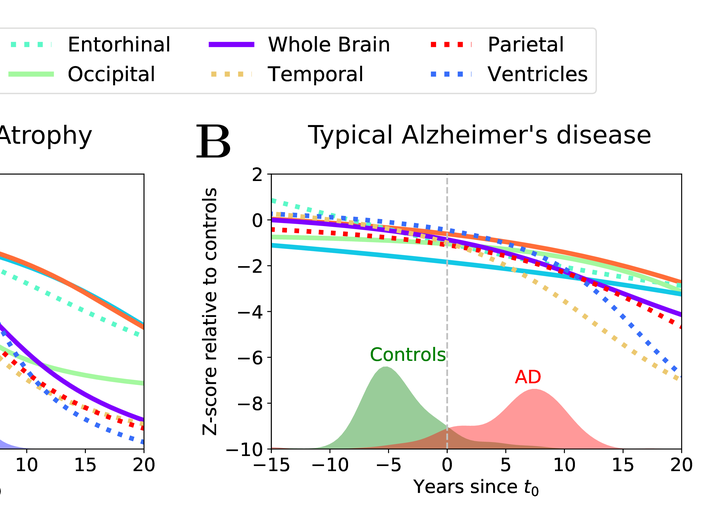 Entorhinal Whole Brain Parietal
Occipital Temporal Ventricles
Atrophy
B Typical Alzheimer's disease
Z-score relative to controls
2
0
−2
−4
−6
−8
−10
Controls
AD
10 15 20
−15 −10 −5 0 5 10 15 20
Years since t₀